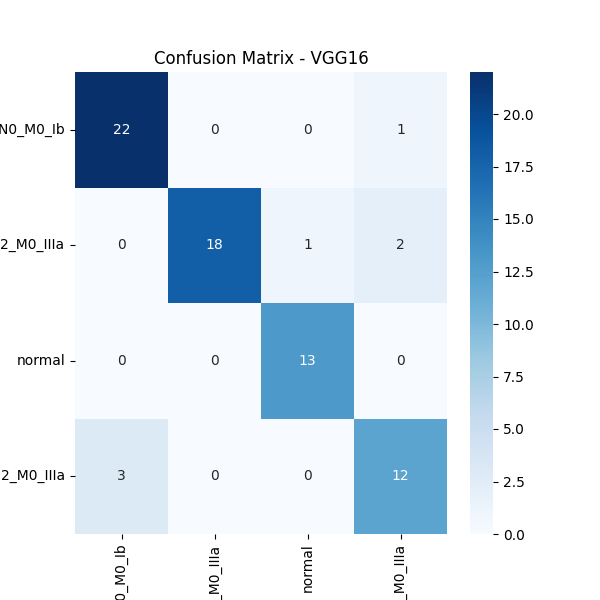 Confusion Matrix - VGG16
N0_M0_Ib 22 0 0 1
2_M0_IIIa 0 18 1 2
normal 0 0 13 0
2_M0_IIIa 3 0 0 12
0_M0_Ib
_M0_IIIa
normal
_M0_IIIa
20.0
17.5
15.0
12.5
10.0
7.5
5.0
2.5
0.0